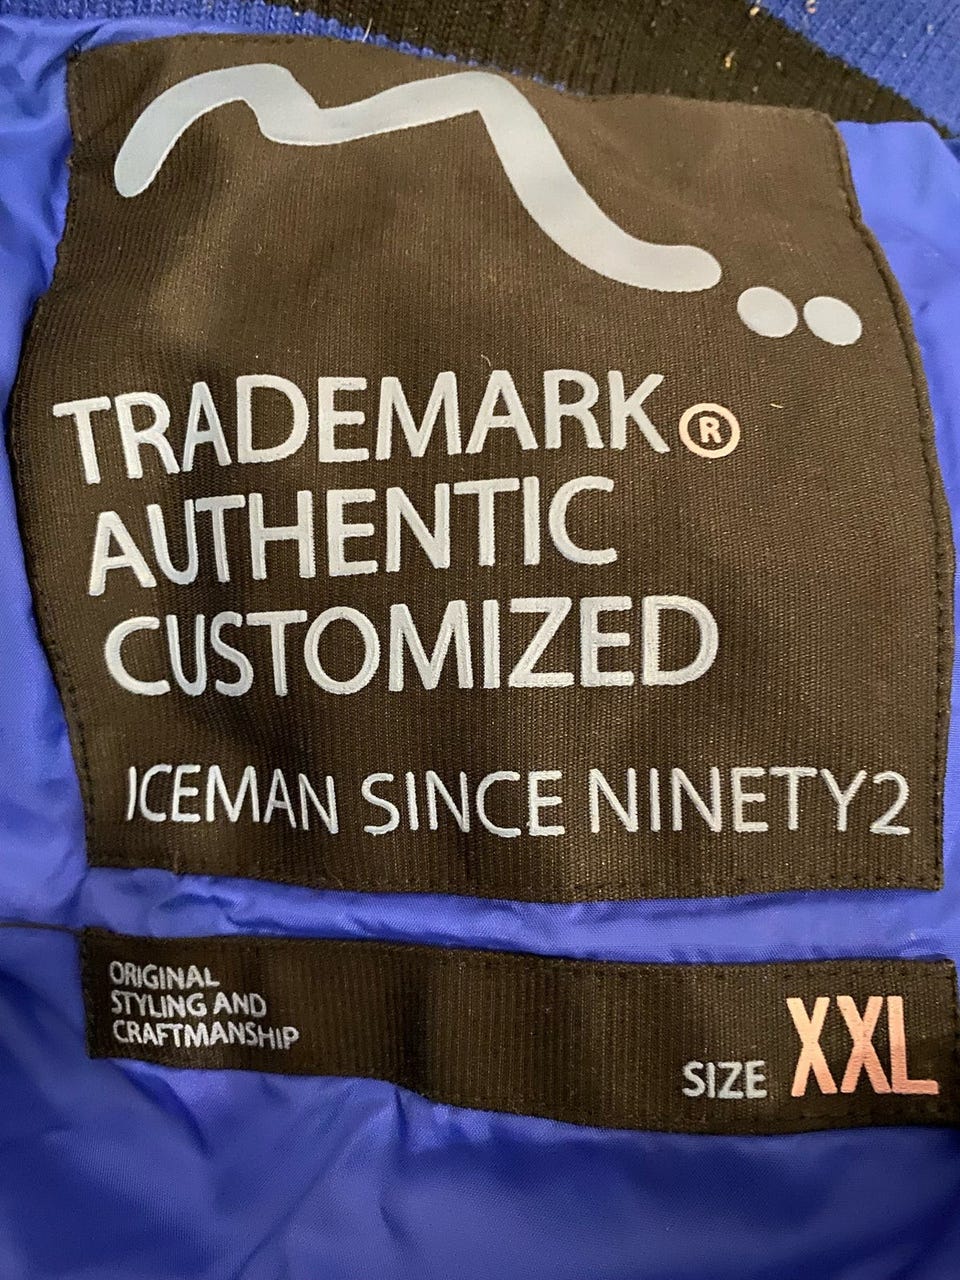 TRADEMARK®
AUTHENTIC
CUSTOMIZED
ICEMAN SINCE NINETY2
ORIGINAL
STYLING AND
CRAFTMANSHIP
SIZE XXL